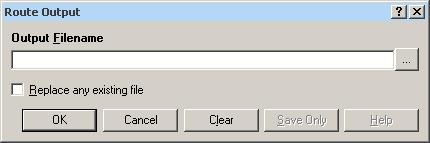 Route Output
Output Filename
...
Replace any existing file
OK Cancel Clear Save Only Help